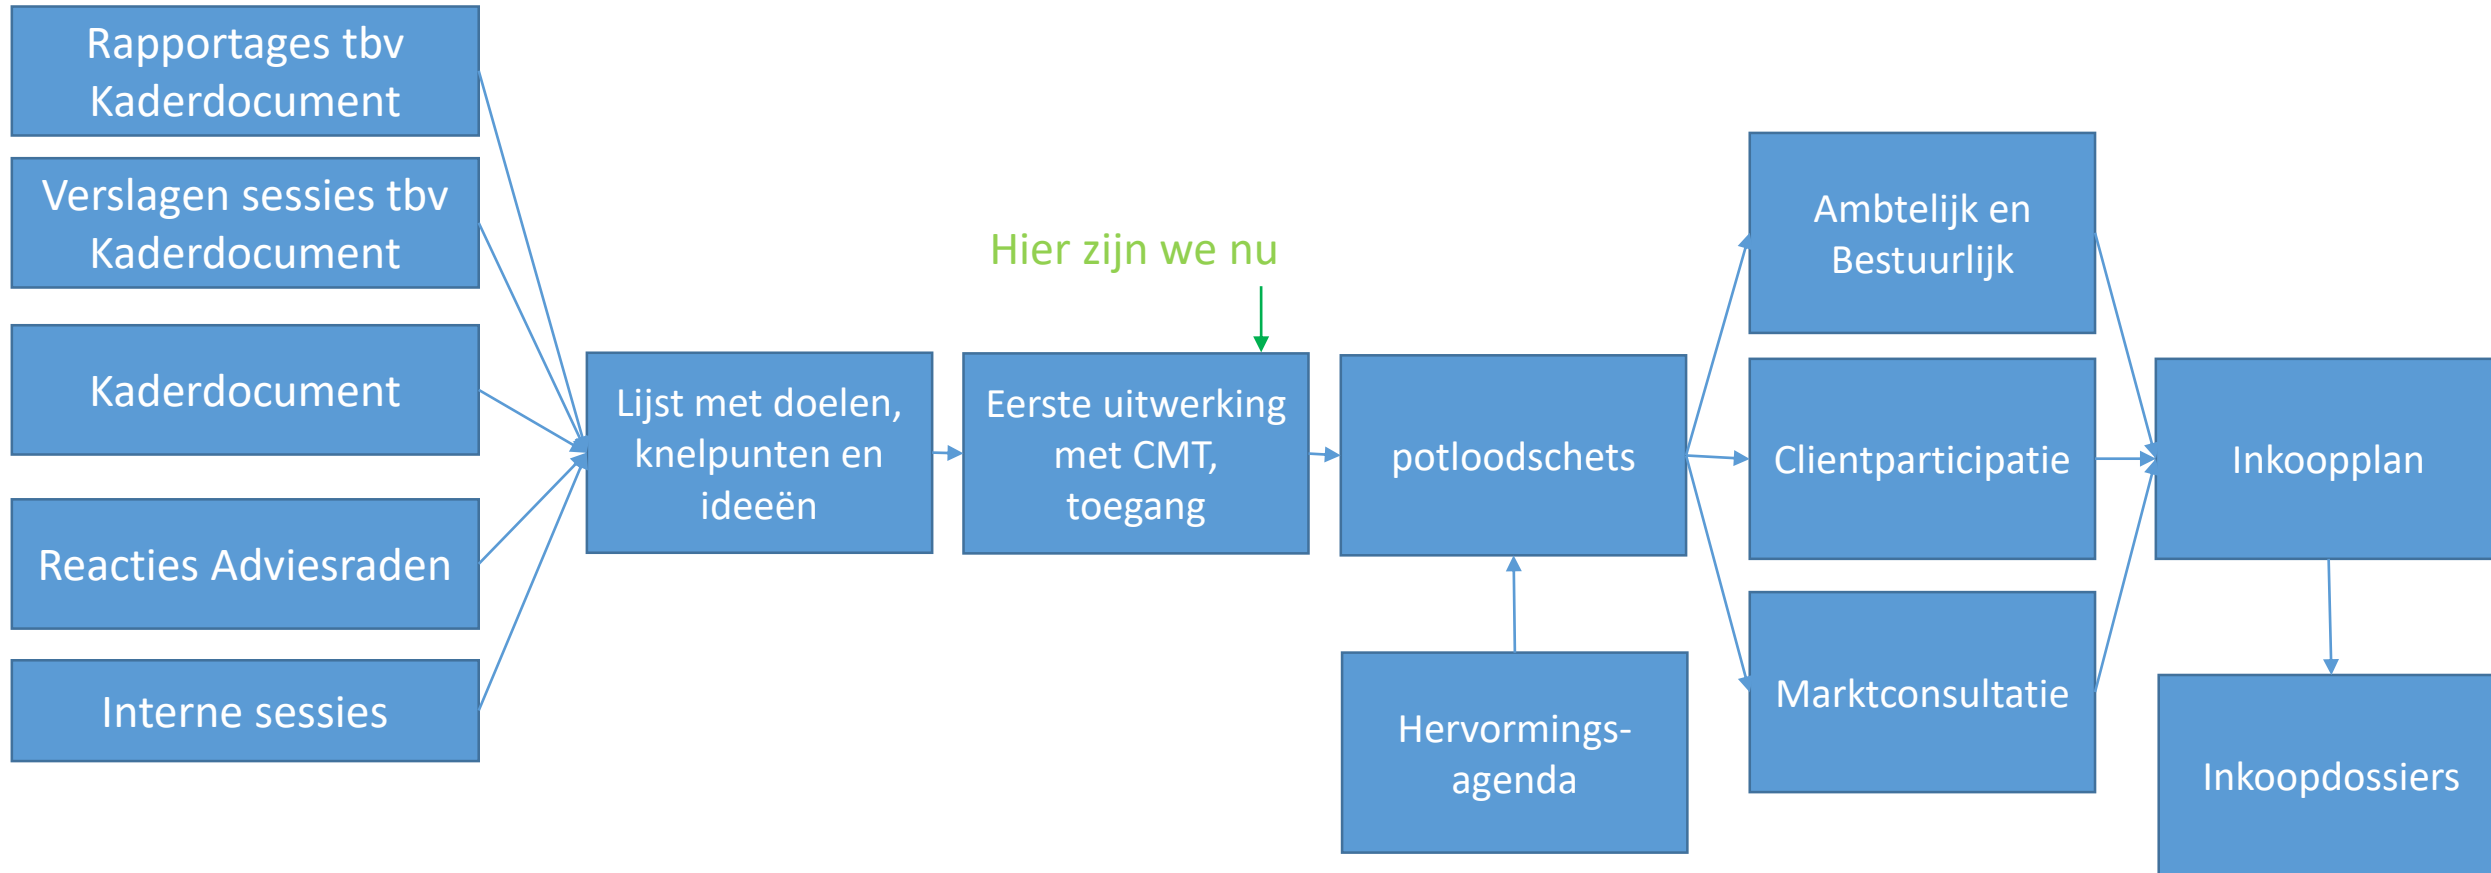 Rapportages tbv
Kaderdocument
Verslagen sessies tbv
Kaderdocument
Kaderdocument
Reacties Adviesraden
Interne sessies
Lijst met doelen,
knelpunten en
ideeën
Hier zijn we nu
Eerste uitwerking
met CMT,
toegang
potloodschets
Hervormings-
agenda
Ambtelijk en
Bestuurlijk
Clientparticipatie
Marktconsultatie
Inkoopplan
Inkoopdossiers